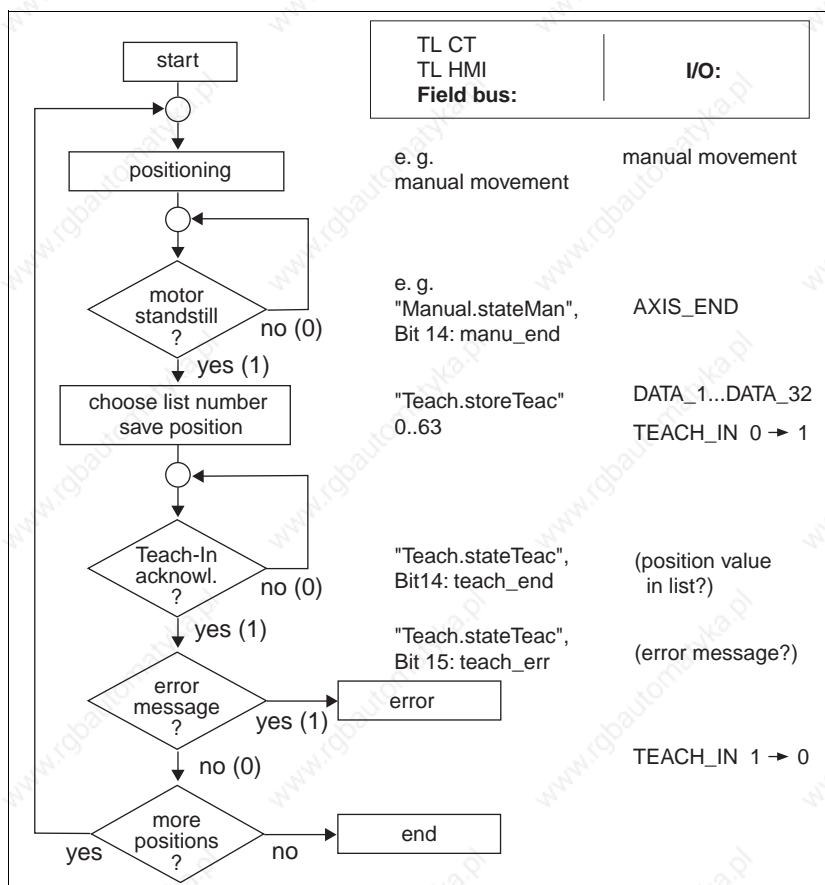 start
TL CT
TL HMI
Field bus:
I/O:
positioning
e. g.
manual movement
manual movement
motor
standstill
?
no (0)
yes (1)
e. g.
"Manual.stateMan",
Bit 14: manu_end
AXIS_END
choose list number
save position
"Teach.storeTeac"
0..63
DATA_1...DATA_32
TEACH_IN 0 → 1
Teach-In
acknowl.
?
no (0)
yes (1)
"Teach.stateTeac",
Bit14: teach_end
(position value
in list?)
"Teach.stateTeac",
Bit 15: teach_err
(error message?)
error
message
?
yes (1)
error
no (0)
TEACH_IN 1 → 0
more
positions
?
yes
no
end
www.rgbautomatyka.pl